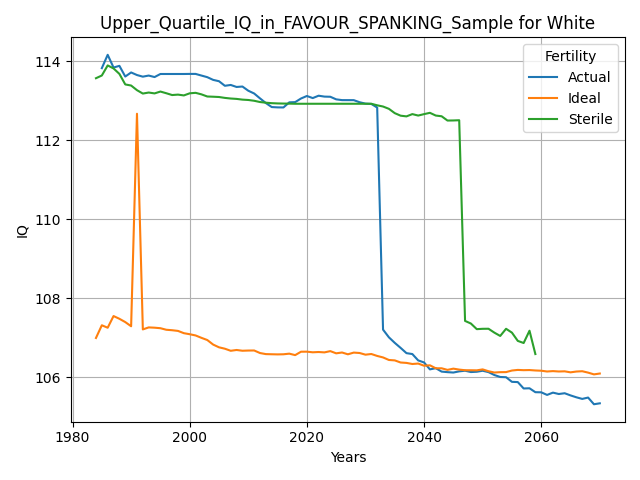 Upper_Quartile_IQ_in_FAVOUR_SPANKING_Sample for White
Fertility
Actual
Ideal
Sterile
IQ
114
112
110
108
106
1980
2000
2020
2040
2060
Years